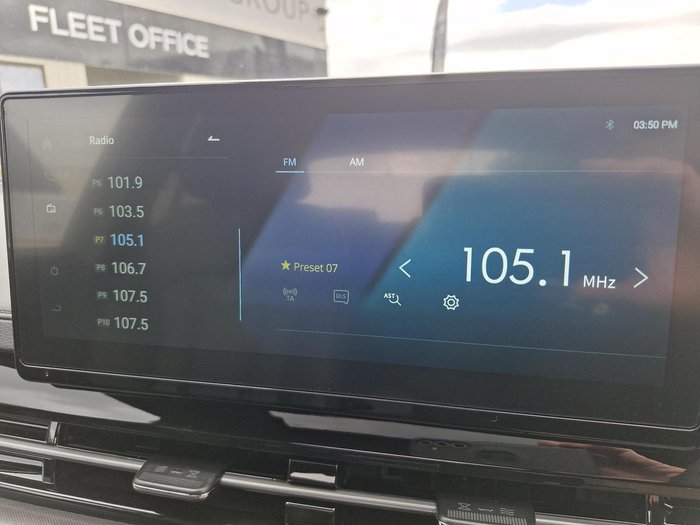 GROUP
FLEET OFFICE
Radio
03:50 PM
FM AM
P5 101.9
P6 103.5
P7 105.1
P8 106.7
P9 107.5
P10 107.5
Preset 07
105.1 MHz
TA
DLS
AST